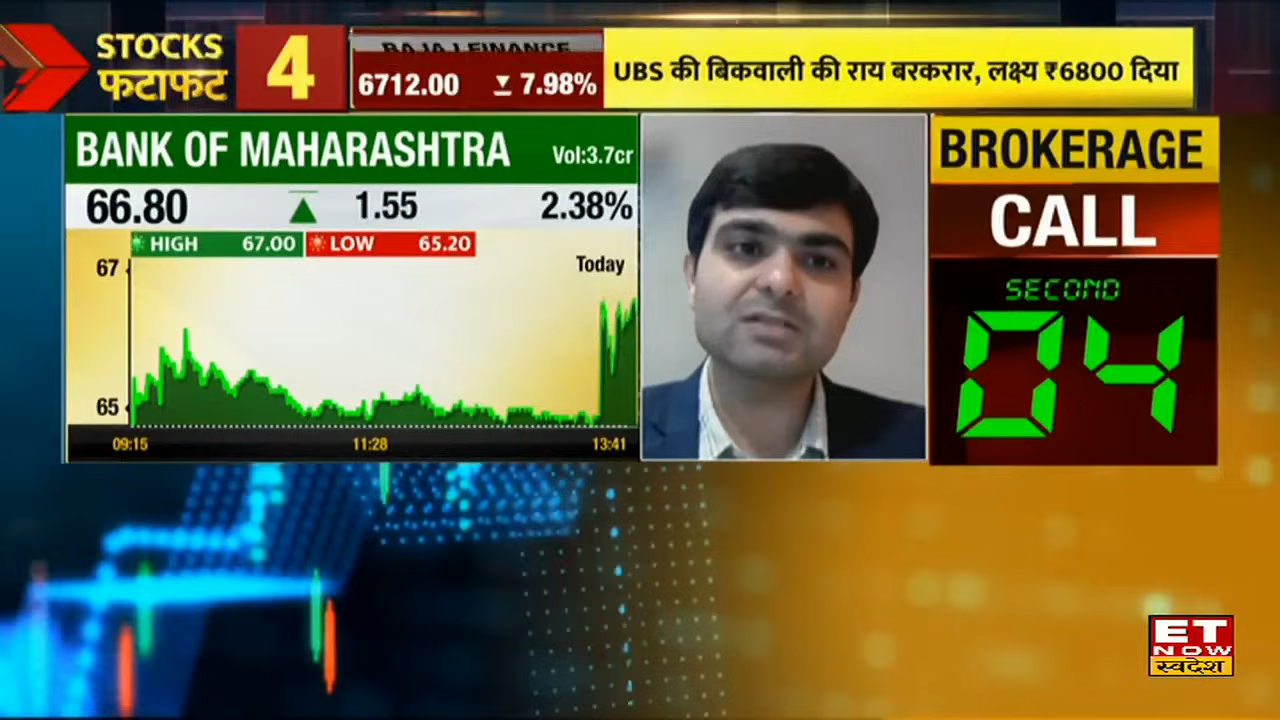 STOCKS
फटाफट
4
BAJAJ FINANCE
6712.00 7.98%
UBS की बिकवाली की राय बरकरार, लक्ष्य ₹6800 दिया
BANK OF MAHARASHTRA Vol:3.7cr
66.80 1.55 2.38%
HIGH 67.00 LOW 65.20
Today
67
65
09:15 11:28 13:41
BROKERAGE
CALL
SECOND
04
ET
NOW
स्वदेश